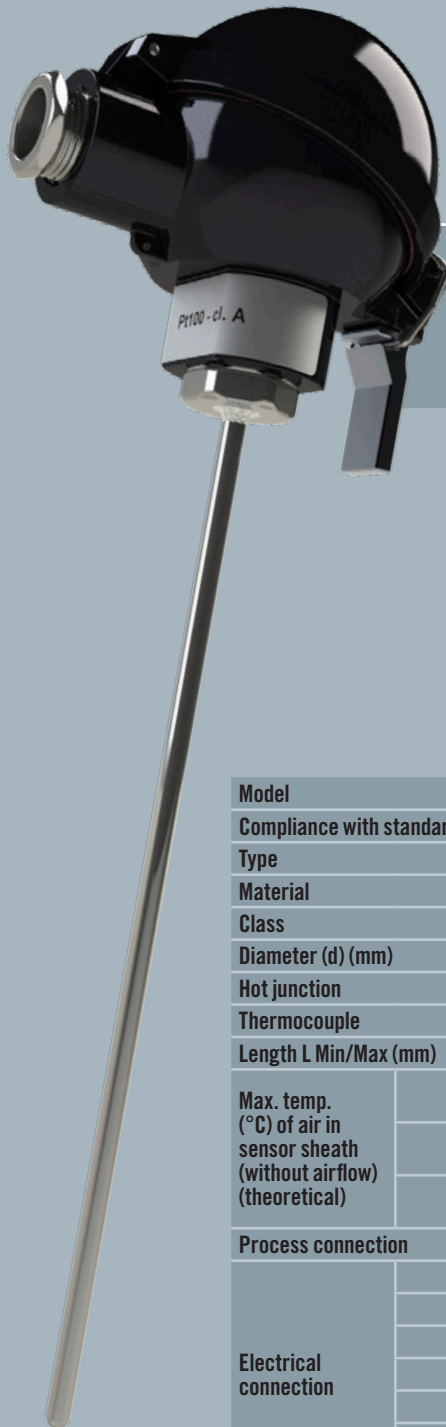 Pt100 - cl. A
Model
Compliance with standar
Type
Material
Class
Diameter (d) (mm)
Hot junction
Thermocouple
Length L Min/Max (mm)
Max. temp.
(°C) of air in
sensor sheath
(without airflow)
(theoretical)
Process connection
Electrical
connection